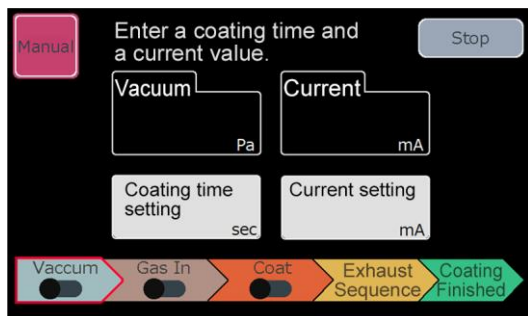 Manual
Enter a coating time and
a current value.
Stop
Vacuum
Pa
Current
mA
Coating time
setting
sec
Current setting
mA
Vaccum
Gas In
Coat
Exhaust
Sequence
Coating
Finished